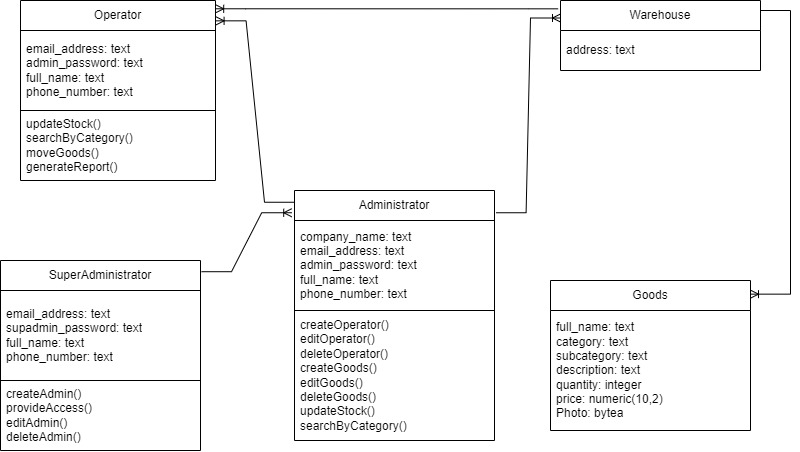 Operator
email_address: text
admin_password: text
full_name: text
phone_number: text
updateStock()
searchByCategory()
moveGoods()
generateReport()
Warehouse
address: text
Administrator
company_name: text
email_address: text
admin_password: text
full_name: text
phone_number: text
createOperator()
editOperator()
deleteOperator()
createGoods()
editGoods()
deleteGoods()
updateStock()
searchByCategory()
SuperAdministrator
email_address: text
supadmin_password: text
full_name: text
phone_number: text
createAdmin()
provideAccess()
editAdmin()
deleteAdmin()
Goods
full_name: text
category: text
subcategory: text
description: text
quantity: integer
price: numeric(10,2)
Photo: bytea